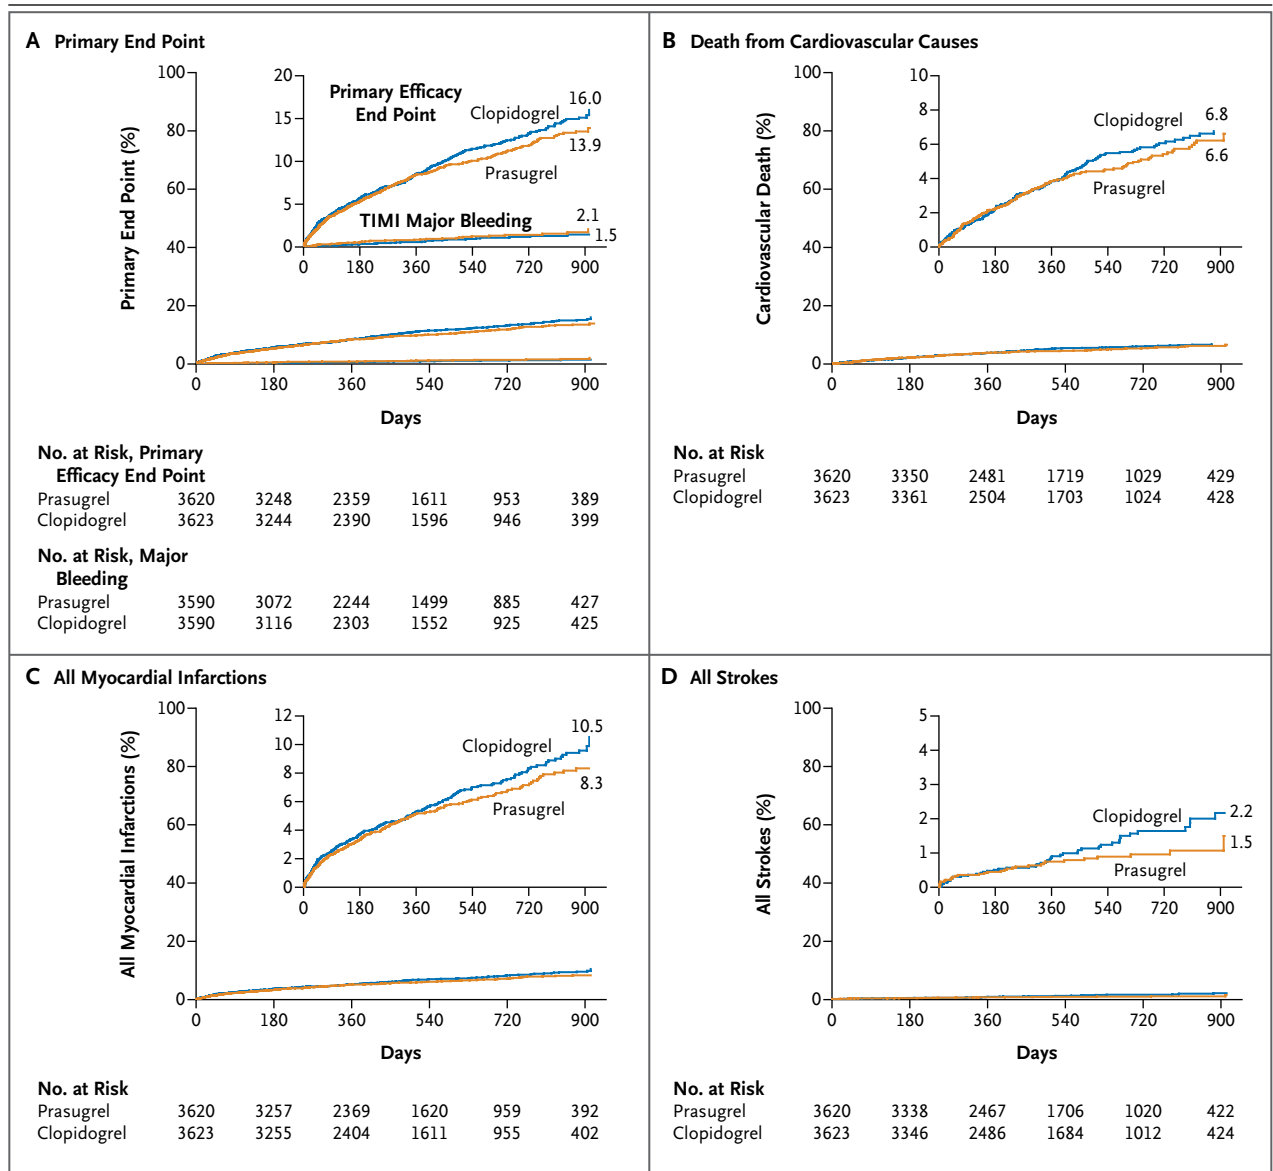 A Primary End Point
Primary End Point (%)
100
80
60
40
20
0
20
15
10
5
0
Primary Efficacy
End Point
Clopidogrel
16.0
13.9
Prasugrel
TIMI Major Bleeding
2.1
1.5
0 180 360 540 720 900
0 180 360 540 720 900
Days
No. at Risk, Primary
Efficacy End Point
Prasugrel 3620 3248 2359 1611 953 389
Clopidogrel 3623 3244 2390 1596 946 399
No. at Risk, Major
Bleeding
Prasugrel 3590 3072 2244 1499 885 427
Clopidogrel 3590 3116 2303 1552 925 425
B Death from Cardiovascular Causes
Cardiovascular Death (%)
100
80
60
40
20
0
10
8
6
4
2
0
Clopidogrel
6.8
6.6
Prasugrel
0 180 360 540 720 900
0 180 360 540 720 900
Days
No. at Risk
Prasugrel 3620 3350 2481 1719 1029 429
Clopidogrel 3623 3361 2504 1703 1024 428
C All Myocardial Infarctions
All Myocardial Infarctions (%)
100
80
60
40
20
0
12
10
8
6
4
2
0
Clopidogrel
10.5
8.3
Prasugrel
0 180 360 540 720 900
0 180 360 540 720 900
Days
No. at Risk
Prasugrel 3620 3257 2369 1620 959 392
Clopidogrel 3623 3255 2404 1611 955 402
D All Strokes
All Strokes (%)
100
80
60
40
20
0
5
4
3
2
1
0
Clopidogrel
2.2
1.5
Prasugrel
0 180 360 540 720 900
0 180 360 540 720 900
Days
No. at Risk
Prasugrel 3620 3338 2467 1706 1020 422
Clopidogrel 3623 3346 2486 1684 1012 424